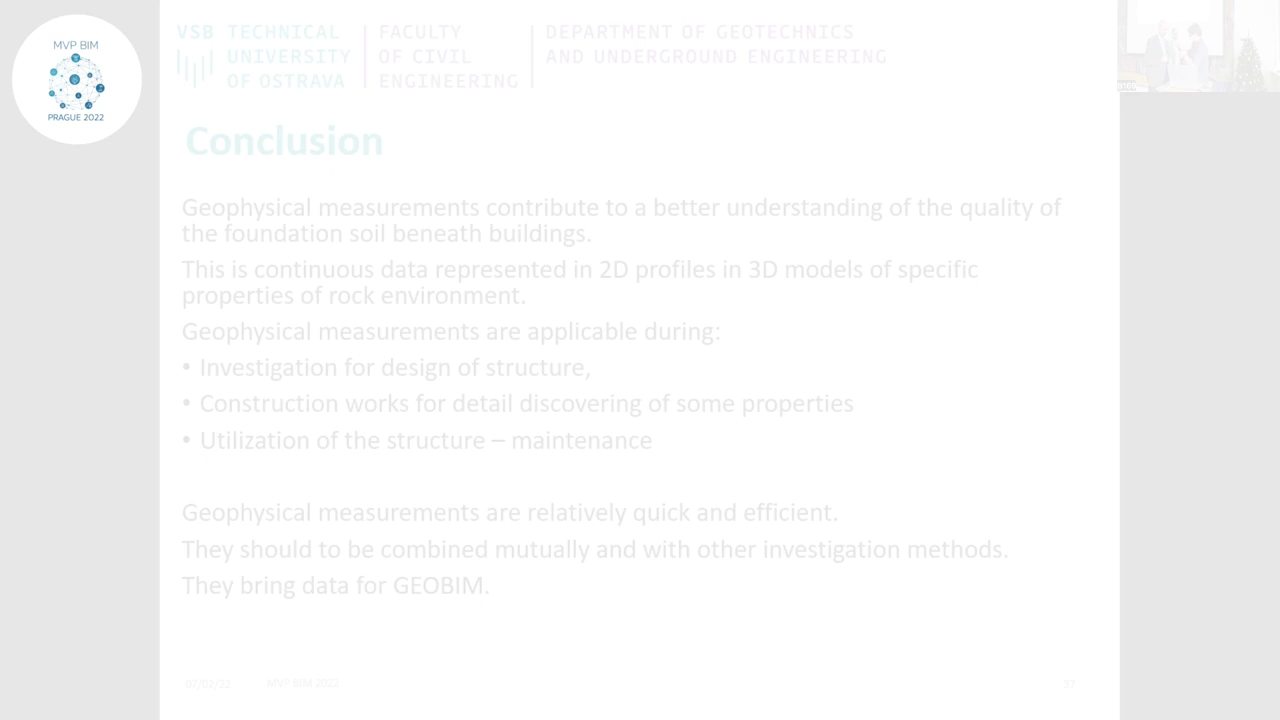 MVP BIM
PRAGUE 2022
VSB TECHNICAL
UNIVERSITY
OF OSTRAVA
FACULTY
OF CIVIL
ENGINEERING
DEPARTMENT OF GEOTECHNICS
AND UNDERGROUND ENGINEERING
Conclusion
Geophysical measurements contribute to a better understanding of the quality of
the foundation soil beneath buildings.
This is continuous data represented in 2D profiles in 3D models of specific
properties of rock environment.
Geophysical measurements are applicable during:
• Investigation for design of structure,
• Construction works for detail discovering of some properties
• Utilization of the structure – maintenance
Geophysical measurements are relatively quick and efficient.
They should to be combined mutually and with other investigation methods.
They bring data for GEOBIM.
07/02/22
MVP BIM 2022
37